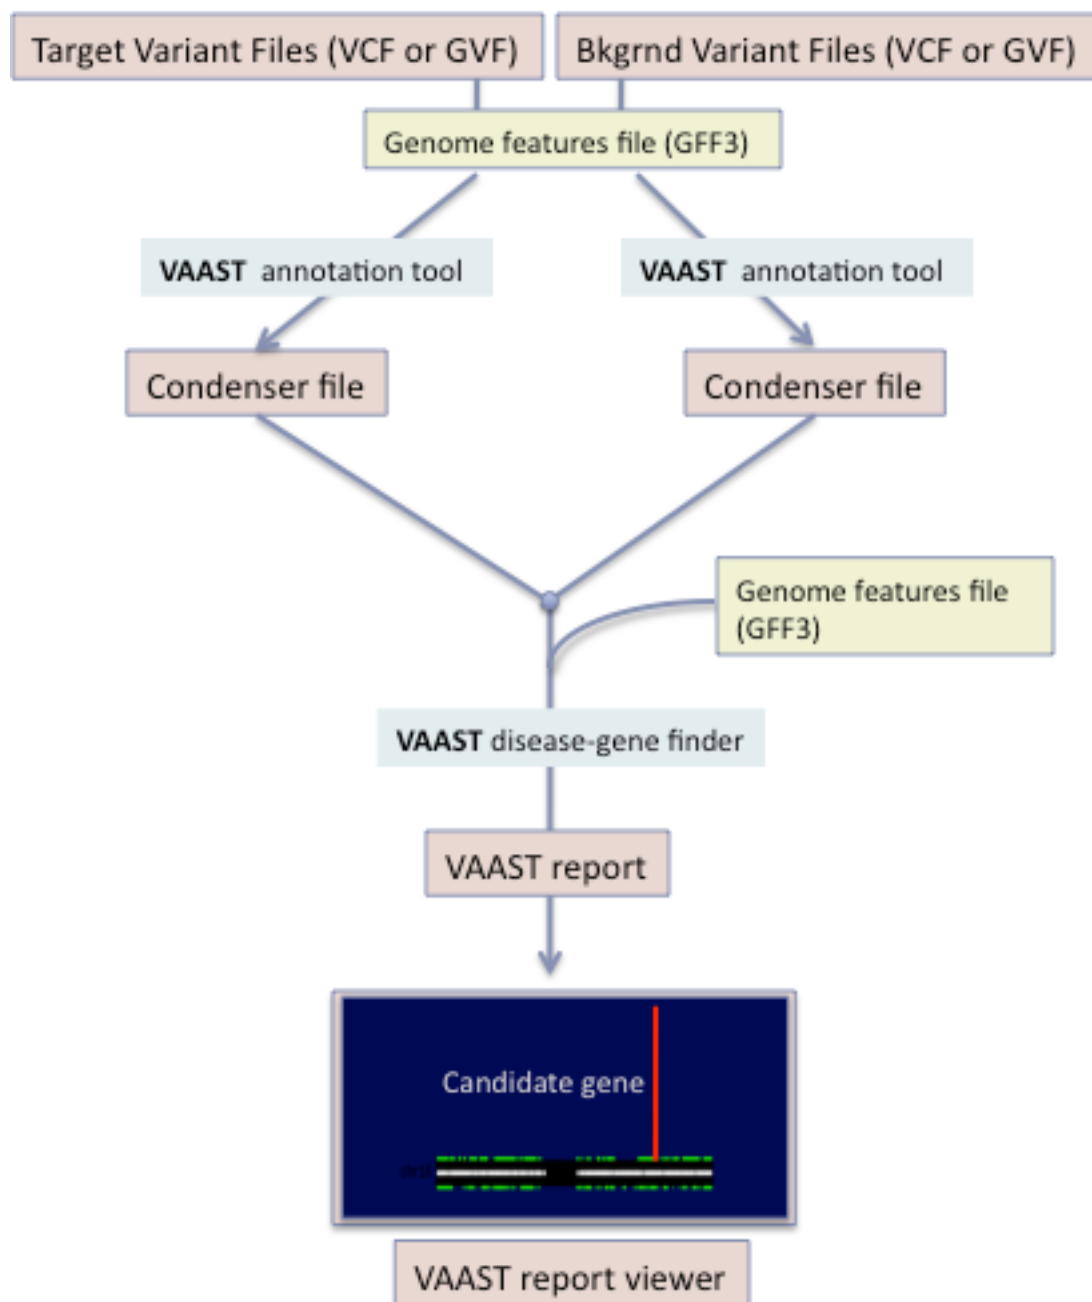 Target Variant Files (VCF or GVF)
Bkgrnd Variant Files (VCF or GVF)
Genome features file (GFF3)
VAAST annotation tool
VAAST annotation tool
Condenser file
Condenser file
Genome features file
(GFF3)
VAAST disease-gene finder
VAAST report
Candidate gene
VAAST report viewer